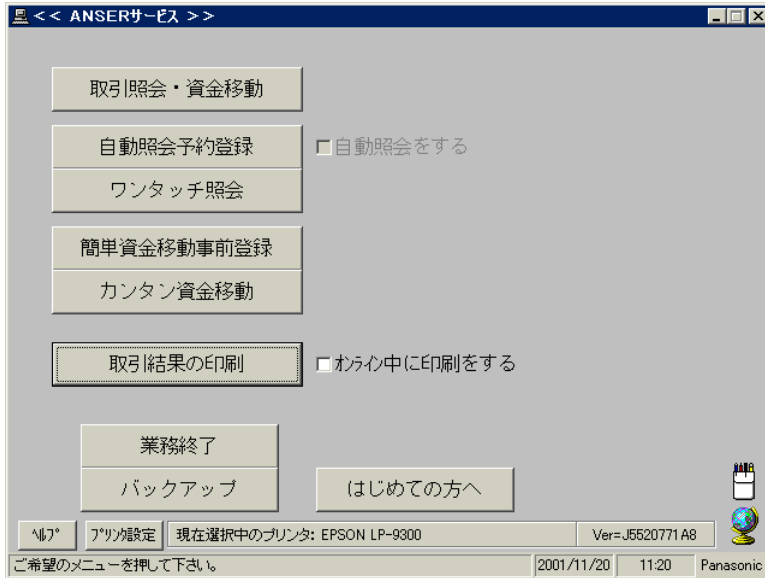 << ANSERｻｰﾋﾞｽ >>
取引照会・資金移動
自動照会予約登録
自動照会をする
ワンタッチ照会
簡単資金移動事前登録
カンタン資金移動
取引結果の印刷
ｵﾝﾗｲﾝ中に印刷をする
業務終了
バックアップ
はじめての方へ
ﾍﾙﾌﾟ
ﾌﾟﾘﾝﾀ設定
現在選択中のプリンタ: EPSON LP-9300
Ver=J5520771A8
ご希望のメニューを押して下さい。
2001/11/20
11:20
Panasonic